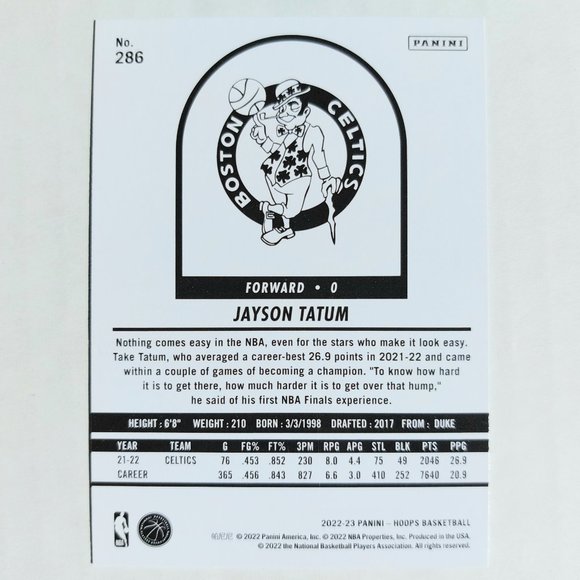 No.
286
PANINI
BOSTON CELTICS
FORWARD • 0
JAYSON TATUM
Nothing comes easy in the NBA, even for the stars who make it look easy.
Take Tatum, who averaged a career-best 26.9 points in 2021-22 and came
within a couple of games of becoming a champion. "To know how hard
it is to get there, how much harder it is to get over that hump,"
he said of his first NBA Finals experience.
HEIGHT: 6'8" WEIGHT: 210 BORN: 3/3/1998 DRAFTED: 2017 FROM: DUKE
YEAR TEAM G FG% FT% 3PM RPG APG STL BLK PTS PPG
21-22 CELTICS 76 .453 .852 230 8.0 4.4 75 49 2046 26.9
CAREER 365 .456 .843 827 6.6 3.0 410 252 7640 20.9
2022-23 PANINI – HOOPS BASKETBALL
© 2022 Panini America, Inc. © 2022 NBA Properties, Inc. Produced in the USA.
© 2022 the National Basketball Players Association. All rights reserved.
NBA